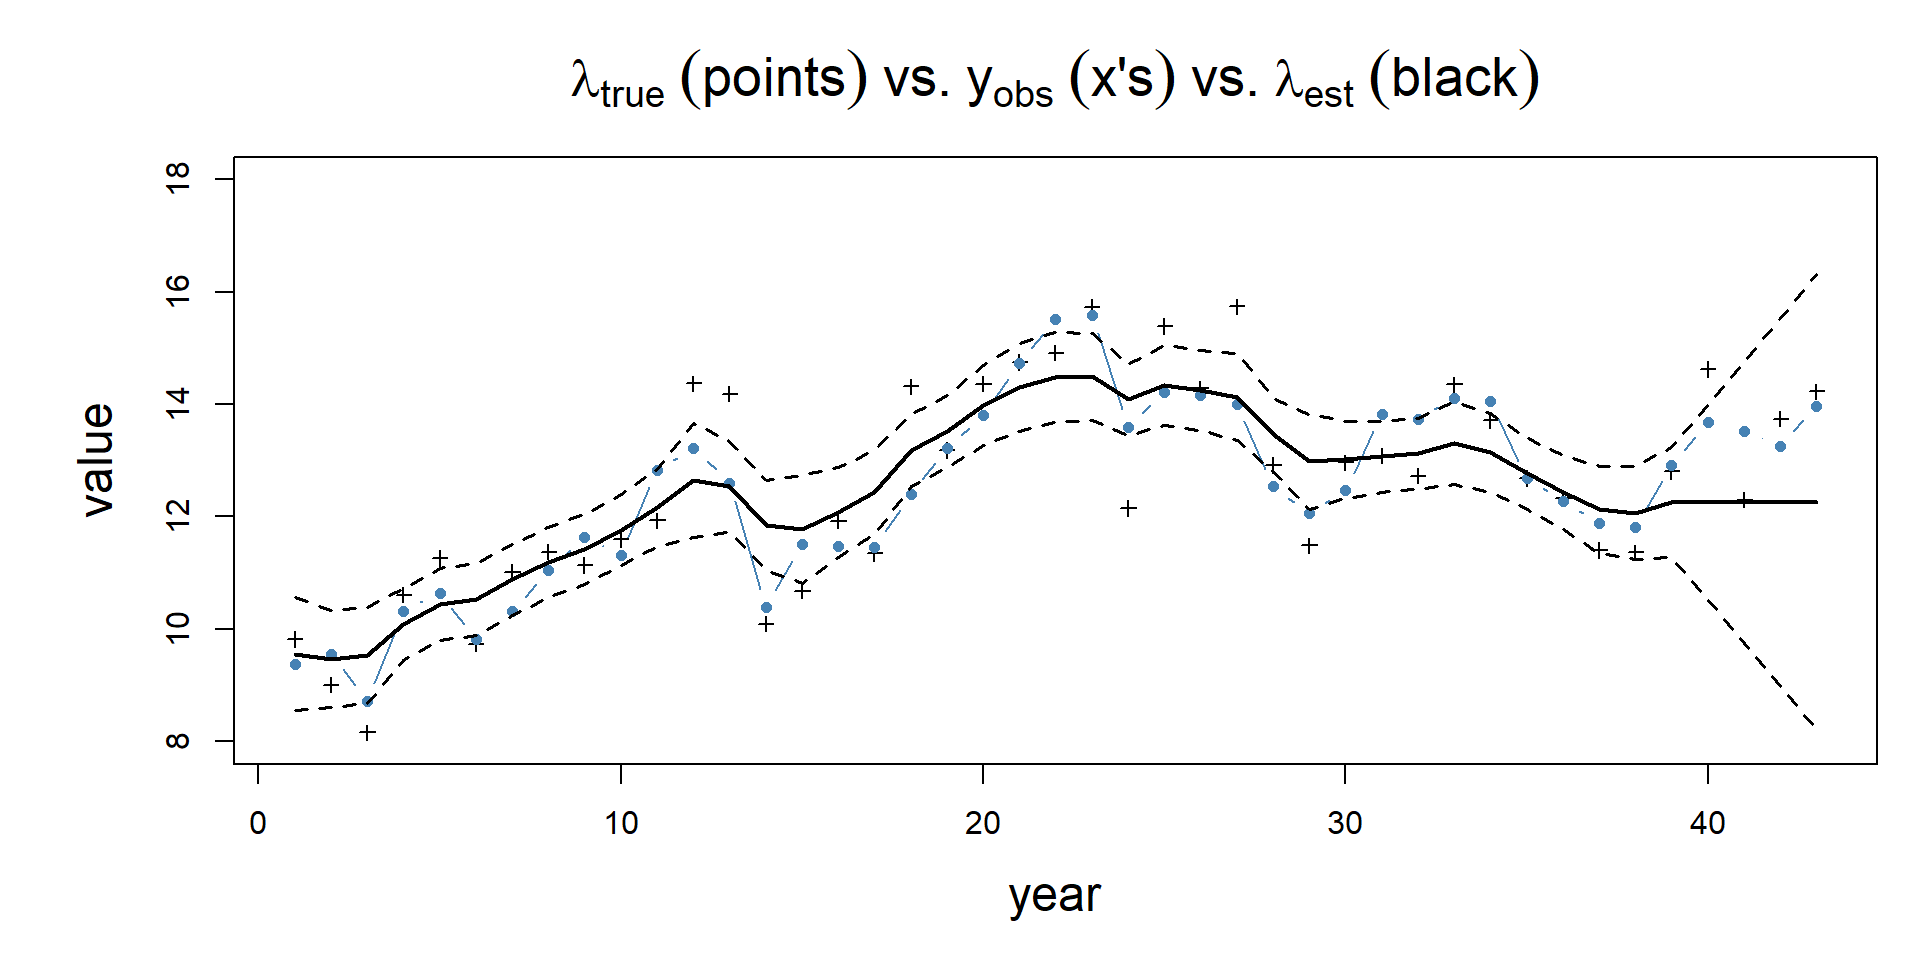 λtrue (points) vs. yobs (x's) vs. λest (black)
18
16
14
12
10
8
value
0 10 20 30 40
year